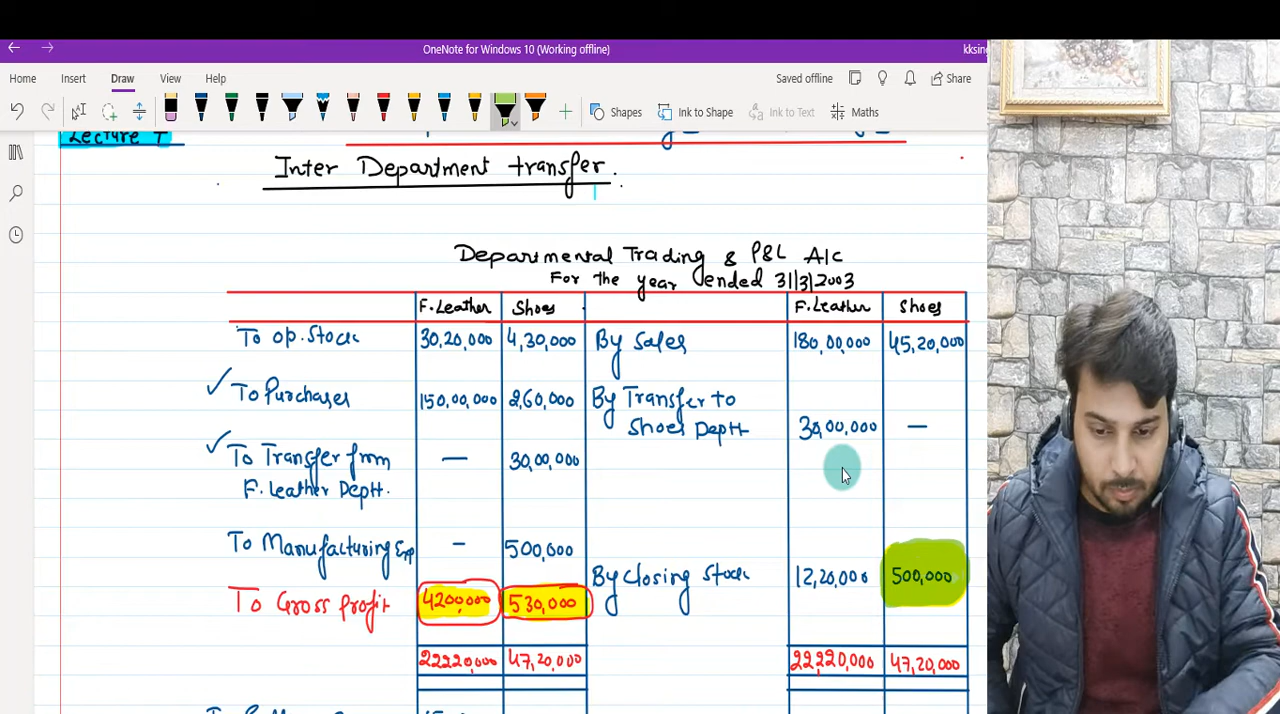 OneNote for Windows 10 (Working offline)
kksing
Home Insert Draw View Help
Saved offline
Share
Shapes
Ink to Shape
Ink to Text
Maths
Lecture
Inter Department transfer.
Departmental Trading & P&L A/c
For the year ended 31/3/2003
F.Leather Shoes F.Leather Shoes
To op. Stock 30,20,000 4,30,000 By Sales 180,00,000 45,20,000
✓ To Purchases 150,00,000 2,60,000 By Transfer to
Shoes Deptt 30,00,000 —
✓ To Transfer from — 30,00,000
F. Leather Deptt.
To Manufacturing Exp - 500,000
By Closing Stock 12,20,000 500,000
To Gross profit 4200,000 530,000
22220,000 47,20,000 22,220,000 47,20,000